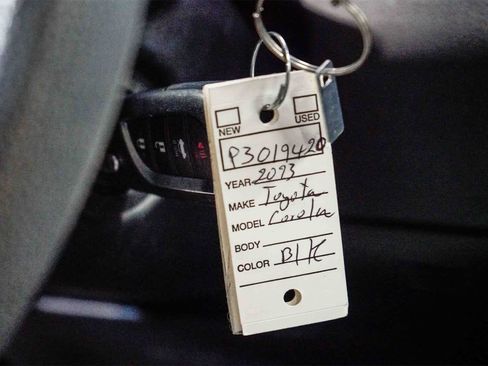 NEW USED
P3019420
YEAR 2023
MAKE Toyota
MODEL Corolla
BODY
COLOR Blk